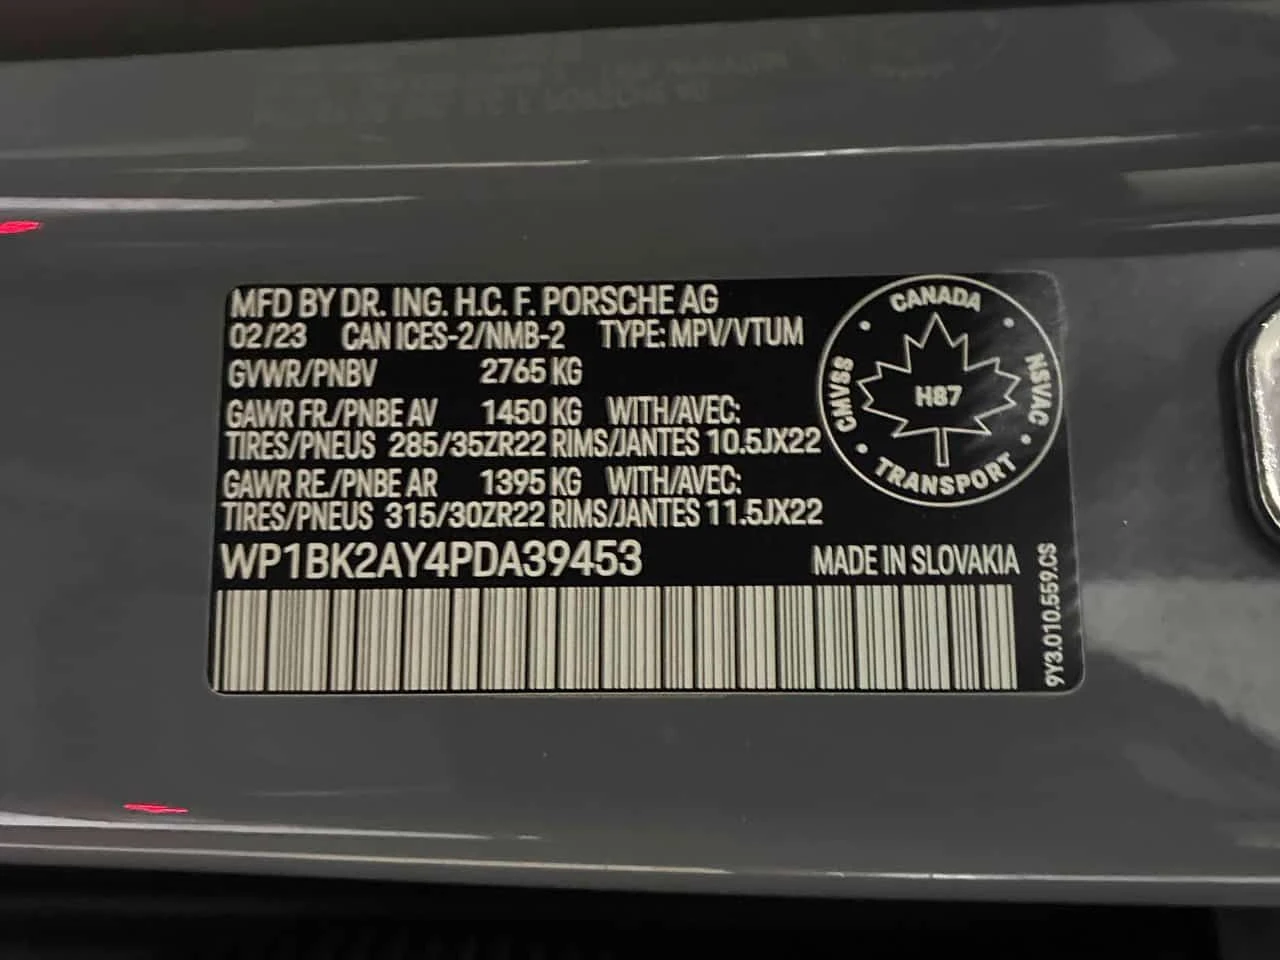 MFD BY DR. ING. H.C. F. PORSCHE AG
02/23 CAN ICES-2/NMB-2 TYPE: MPV/VTUM
GVWR/PNBV 2765 KG
GAWR FR./PNBE AV 1450 KG WITH/AVEC:
TIRES/PNEUS 285/35ZR22 RIMS/JANTES 10.5JX22
GAWR RE./PNBE AR 1395 KG WITH/AVEC:
TIRES/PNEUS 315/30ZR22 RIMS/JANTES 11.5JX22
WP1BK2AY4PDA39453 MADE IN SLOVAKIA
CANADA
CMVSS
H87
NSVAC
TRANSPORT
9Y3.010.559.CS